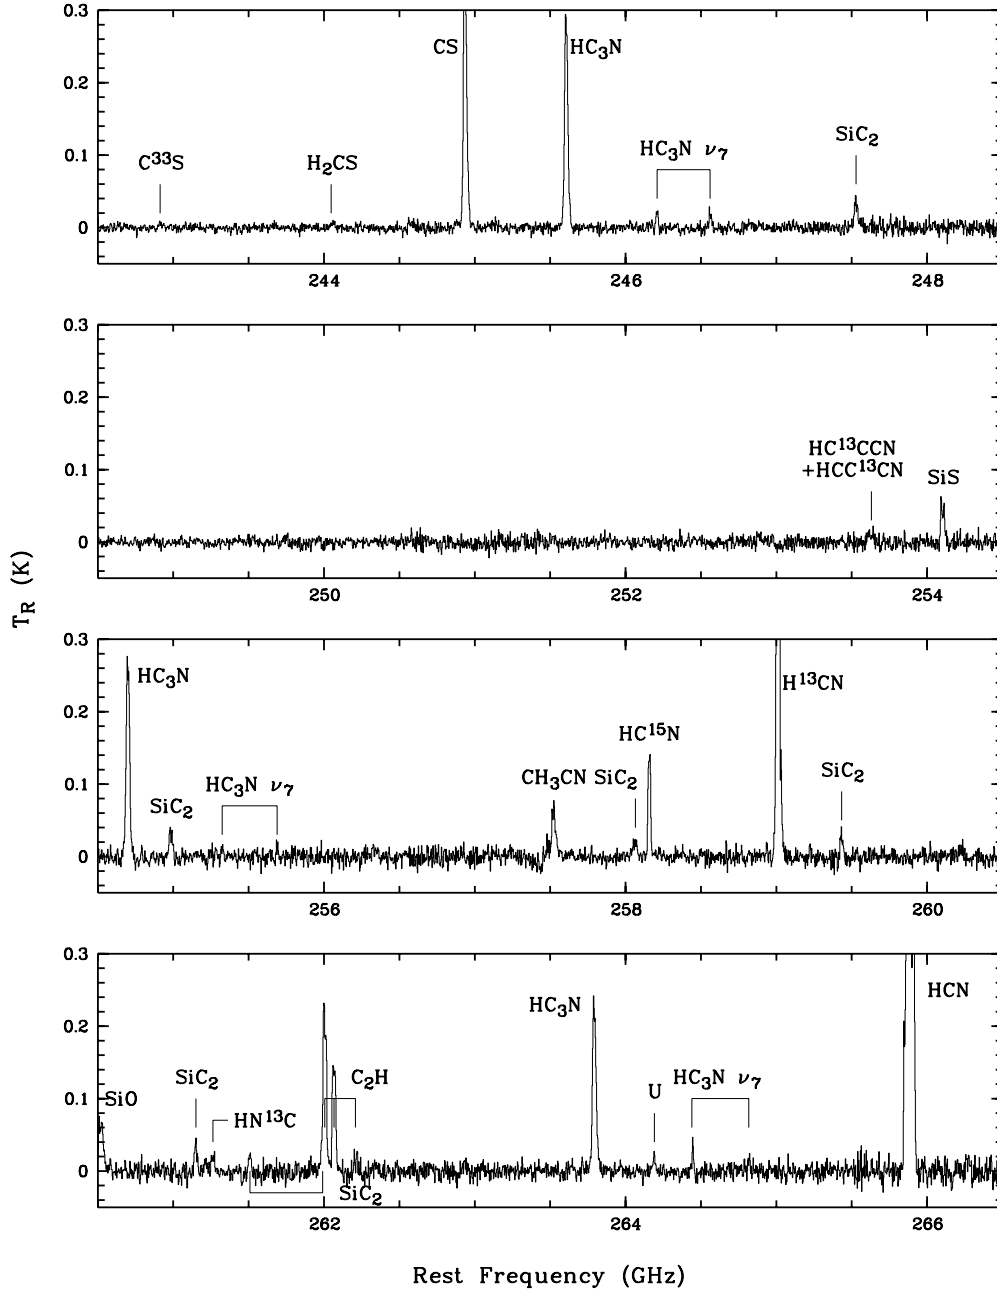 0.3
CS
HC₃N
0.2
C³³S
H₂CS
HC₃N ν₇
SiC₂
0.1
0
244
246
248
0.3
0.2
HC¹³CCN
+HCC¹³CN
SiS
0.1
0
250
252
254
T_R (K)
0.3
HC₃N
H¹³CN
0.2
HC¹⁵N
SiC₂
HC₃N ν₇
CH₃CN
SiC₂
SiC₂
0.1
0
256
258
260
0.3
HC₃N
HCN
0.2
SiO
SiC₂
HN¹³C
C₂H
U
HC₃N ν₇
0.1
0
SiC₂
262
264
266
Rest Frequency (GHz)